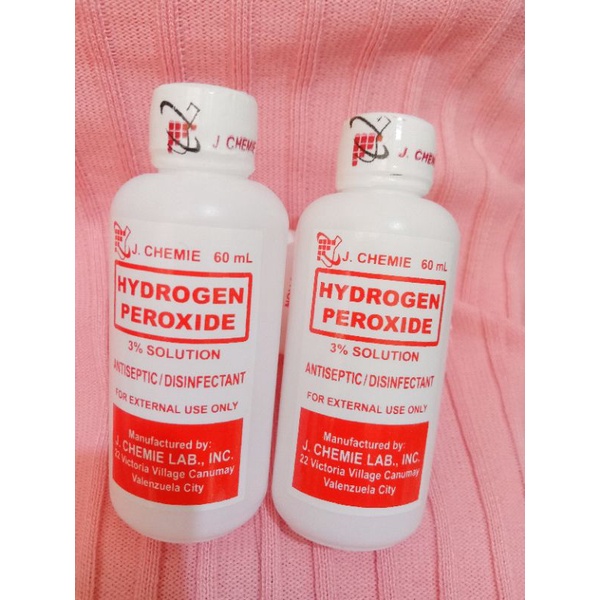 J. CHEMIE
J. CHEMIE 60 mL
HYDROGEN
PEROXIDE
3% SOLUTION
ANTISEPTIC/DISINFECTANT
FOR EXTERNAL USE ONLY
Manufactured by:
J. CHEMIE LAB., INC.
22 Victoria Village Canumay
Valenzuela City
J. CHEMIE
J. CHEMIE 60 mL
HYDROGEN
PEROXIDE
3% SOLUTION
ANTISEPTIC/DISINFECTANT
FOR EXTERNAL USE ONLY
Manufactured by:
J. CHEMIE LAB., INC.
22 Victoria Village Canumay
Valenzuela City